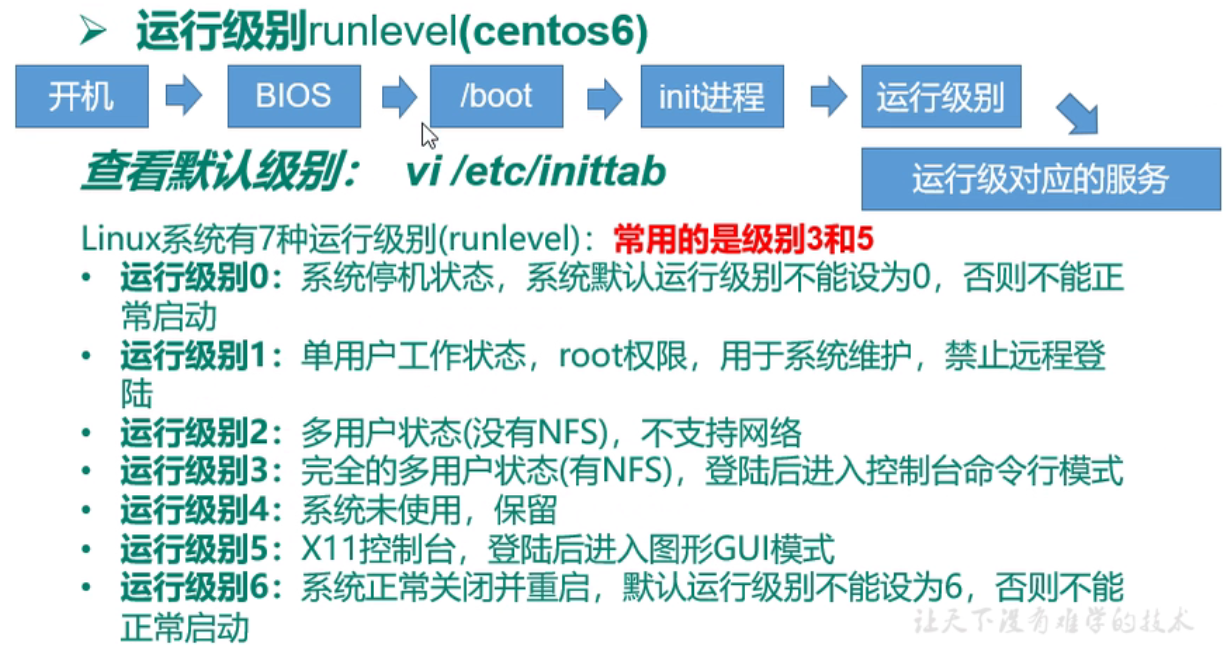 ➢ 运行级别runlevel(centos6)
开机
BIOS
/boot
init进程
运行级别
运行级对应的服务
查看默认级别： vi /etc/inittab
Linux系统有7种运行级别(runlevel)：常用的是级别3和5
• 运行级别0：系统停机状态，系统默认运行级别不能设为0，否则不能正
常启动
• 运行级别1：单用户工作状态，root权限，用于系统维护，禁止远程登
陆
• 运行级别2：多用户状态(没有NFS)，不支持网络
• 运行级别3：完全的多用户状态(有NFS)，登陆后进入控制台命令行模式
• 运行级别4：系统未使用，保留
• 运行级别5：X11控制台，登陆后进入图形GUI模式
• 运行级别6：系统正常关闭并重启，默认运行级别不能设为6，否则不能
正常启动
让天下没有难学的技术